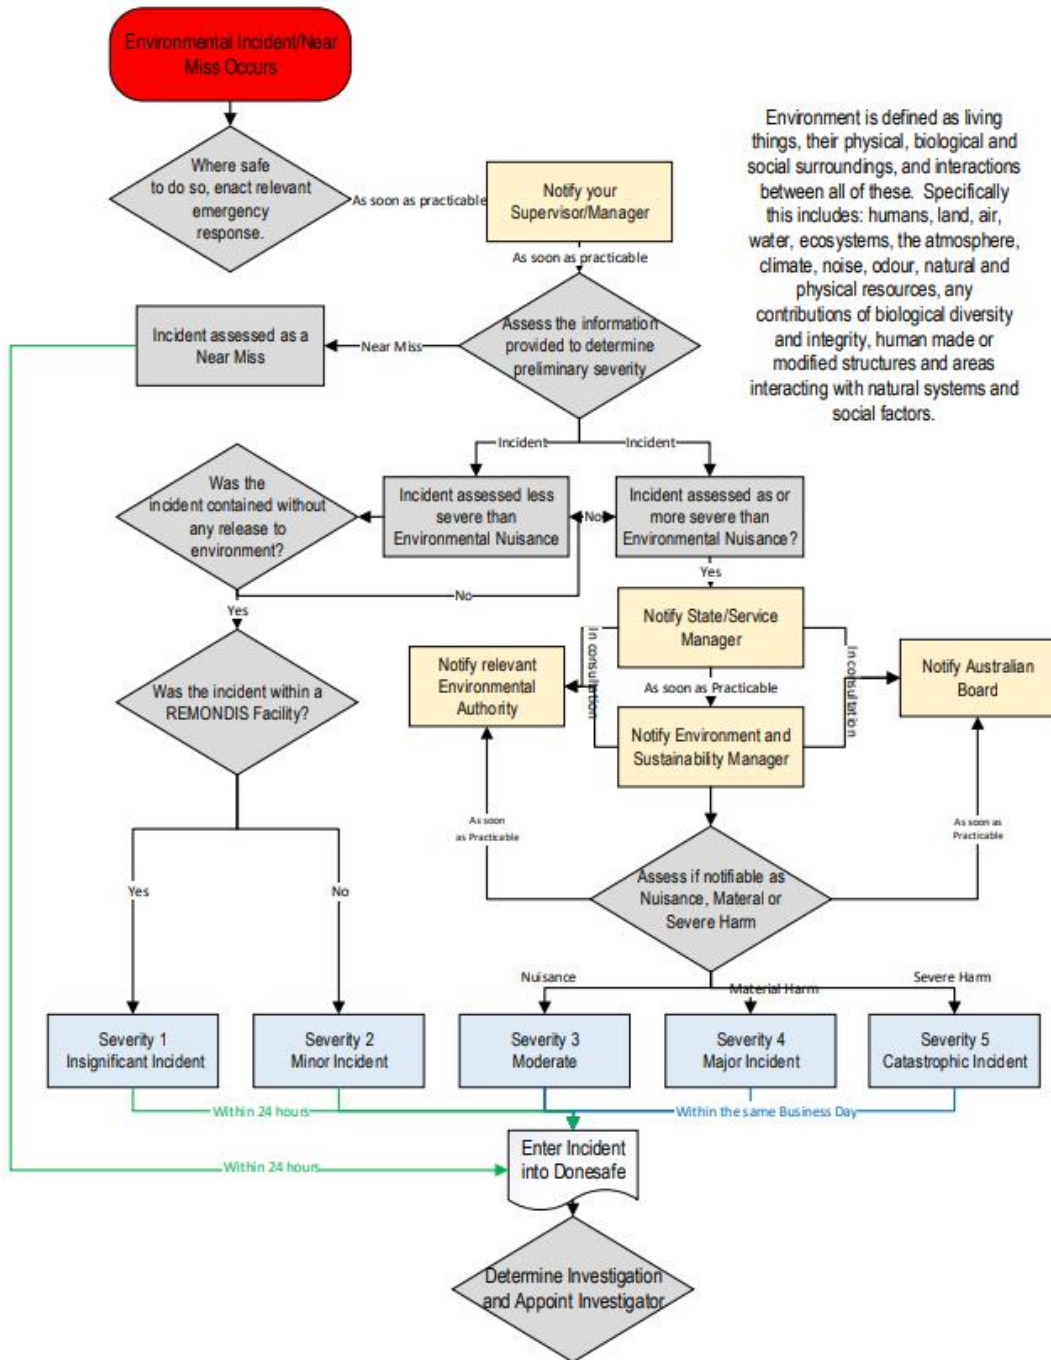 Environmental Incident/Near
Miss Occurs
Where safe
to do so, enact relevant
emergency
response.
As soon as practicable
Notify your
Supervisor/Manager
Environment is defined as living
things, their physical, biological and
social surroundings, and interactions
between all of these. Specifically
this includes: humans, land, air,
water, ecosystems, the atmosphere,
climate, noise, odour, natural and
physical resources, any
contributions of biological diversity
and integrity, human made or
modified structures and areas
interacting with natural systems and
social factors.
As soon as practicable
Incident assessed as a
Near Miss
Near Miss
Assess the information
provided to determine
preliminary severity
Incident
Incident
Was the
incident contained without
any release to
environment?
Incident assessed less
severe than
Environmental Nuisance
No
Incident assessed as or
more severe than
Environmental Nuisance?
No
Yes
Yes
Notify State/Service
Manager
In consultation
In consultation
Notify relevant
Environmental
Authority
As soon as Practicable
Notify Australian
Board
Was the incident within a
REMONDIS Facility?
Notify Environment and
Sustainability Manager
As soon
as Practicable
As soon as
Practicable
Assess if notifiable as
Nuisance, Materal or
Severe Harm
Yes
No
Nuisance
Material Harm
Severe Harm
Severity 1
Insignificant Incident
Severity 2
Minor Incident
Severity 3
Moderate
Severity 4
Major Incident
Severity 5
Catastrophic Incident
Within 24 hours
Within the same Business Day
Enter Incident
into Donesafe
Within 24 hours
Determine Investigation
and Appoint Investigator